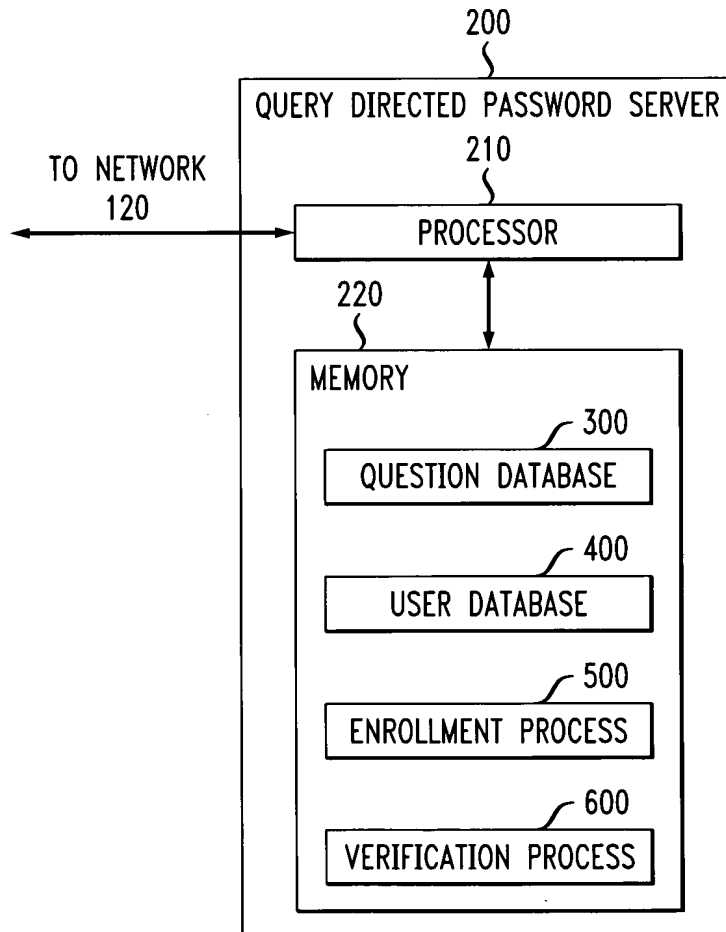 200
QUERY DIRECTED PASSWORD SERVER
TO NETWORK
120
210
PROCESSOR
220
MEMORY
300
QUESTION DATABASE
400
USER DATABASE
500
ENROLLMENT PROCESS
600
VERIFICATION PROCESS